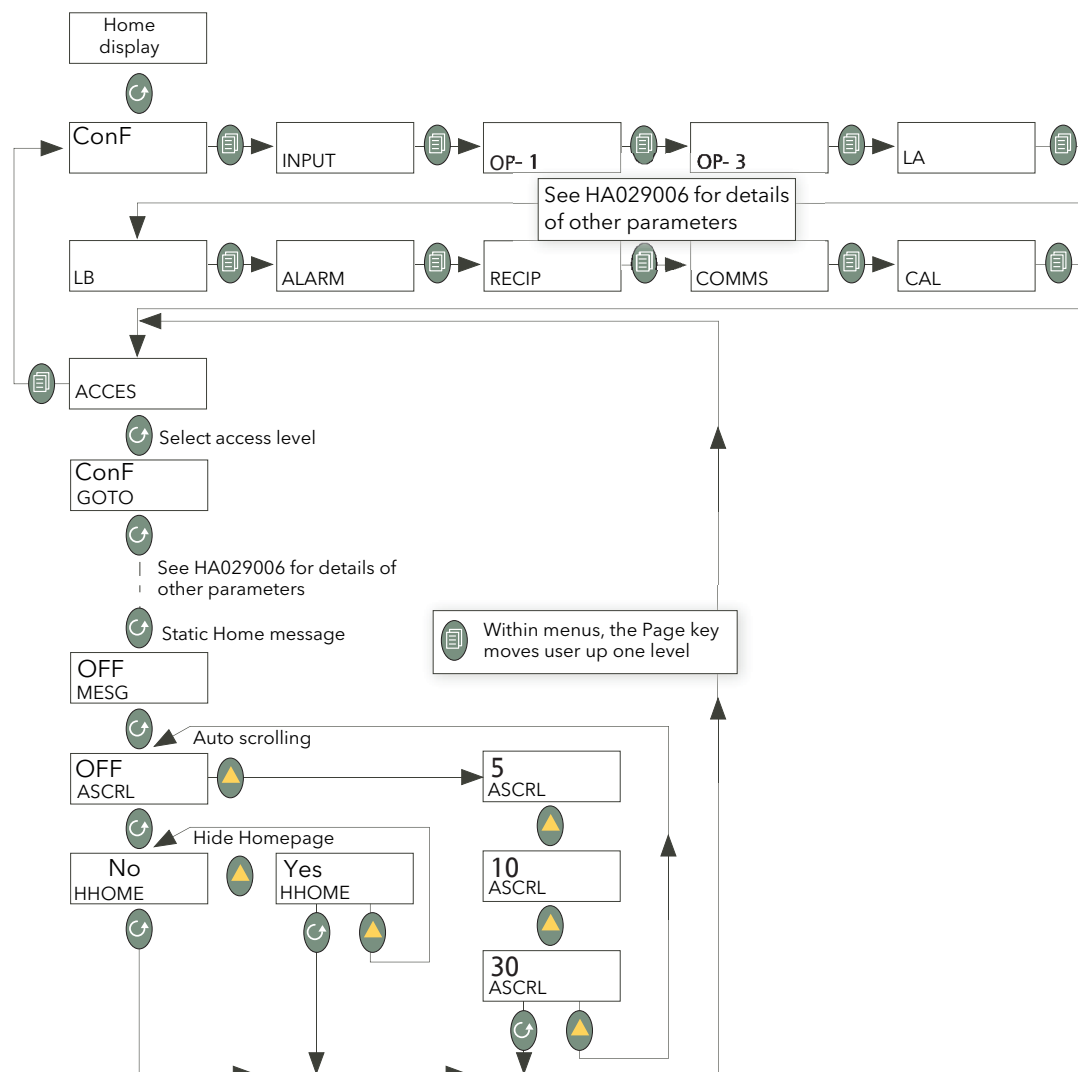 Home
display
ConF
INPUT
OP- 1
OP- 3
LA
See HA029006 for details
of other parameters
LB
ALARM
RECIP
COMMS
CAL
ACCES
Select access level
ConF
GOTO
See HA029006 for details of
other parameters
Static Home message
Within menus, the Page key
moves user up one level
OFF
MESG
Auto scrolling
OFF
ASCRL
5
ASCRL
Hide Homepage
No
HHOME
Yes
HHOME
10
ASCRL
30
ASCRL